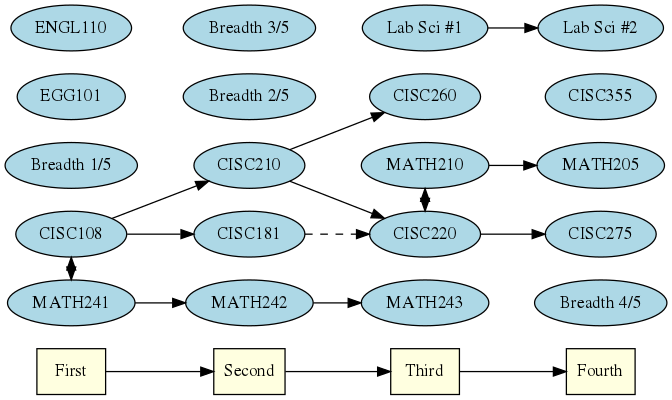 ENGL110 Breadth 3/5 Lab Sci #1 Lab Sci #2
EGG101 Breadth 2/5 CISC260 CISC355
Breadth 1/5 CISC210 MATH210 MATH205
CISC108 CISC181 CISC220 CISC275
MATH241 MATH242 MATH243 Breadth 4/5
First Second Third Fourth